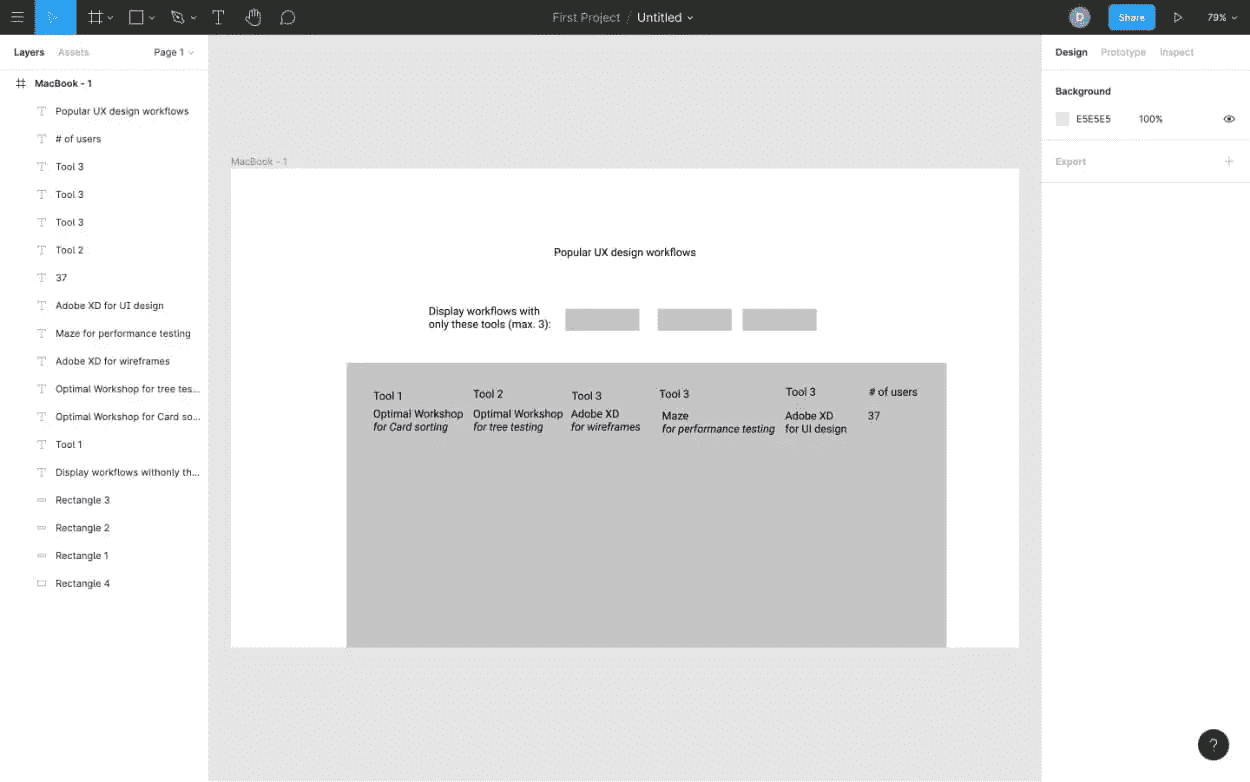 First Project / Untitled
D
Share
79%
Layers
Assets
Page 1
Design
Prototype
Inspect
MacBook - 1
Popular UX design workflows
# of users
Tool 3
Tool 3
Tool 3
Tool 2
37
Adobe XD for UI design
Maze for performance testing
Adobe XD for wireframes
Optimal Workshop for tree tes...
Optimal Workshop for Card so...
Tool 1
Display workflows withonly th...
Rectangle 3
Rectangle 2
Rectangle 1
Rectangle 4
MacBook - 1
Popular UX design workflows
Display workflows with
only these tools (max. 3):
Tool 1
Optimal Workshop
for Card sorting
Tool 2
Optimal Workshop
for tree testing
Tool 3
Adobe XD
for wireframes
Tool 3
Maze
for performance testing
Tool 3
Adobe XD
for UI design
# of users
37
Background
E5E5E5 100%
Export
?